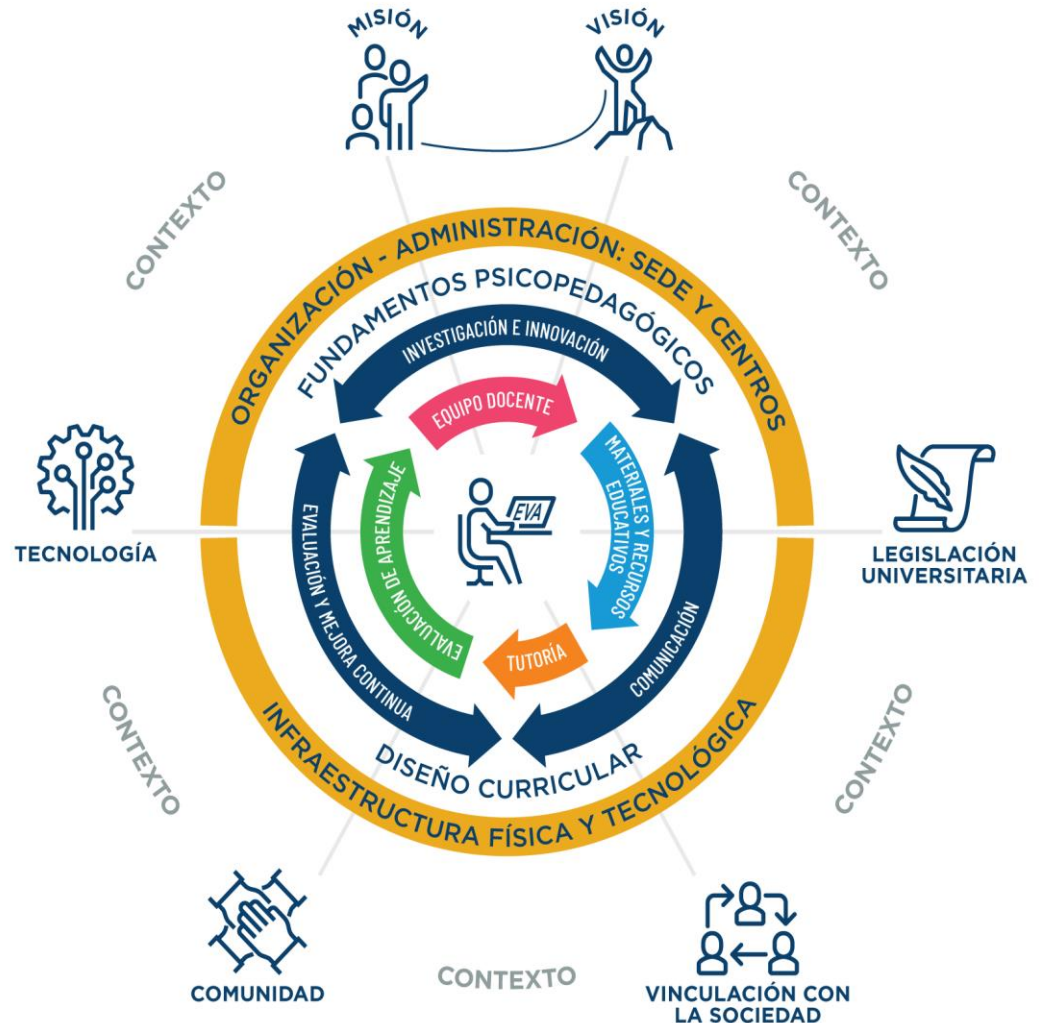 MISIÓN
VISIÓN
CONTEXTO
CONTEXTO
ORGANIZACIÓN - ADMINISTRACIÓN: SEDE Y CENTROS
FUNDAMENTOS PSICOPEDAGÓGICOS
INVESTIGACIÓN E INNOVACIÓN
EQUIPO DOCENTE
MATERIALES Y RECURSOS
EDUCATIVOS
EVA
TECNOLOGÍA
LEGISLACIÓN
UNIVERSITARIA
EVALUACIÓN DE APRENDIZAJE
EVALUACIÓN Y MEJORA CONTINUA
TUTORÍA
COMUNICACIÓN
DISEÑO CURRICULAR
INFRAESTRUCTURA FÍSICA Y TECNOLÓGICA
CONTEXTO
CONTEXTO
COMUNIDAD
CONTEXTO
VINCULACIÓN CON
LA SOCIEDAD